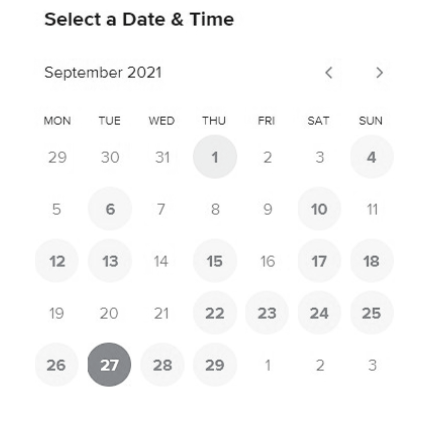 Select a Date & Time
September 2021
MON TUE WED THU FRI SAT SUN
29 30 31 1 2 3 4
5 6 7 8 9 10 11
12 13 14 15 16 17 18
19 20 21 22 23 24 25
26 27 28 29 1 2 3